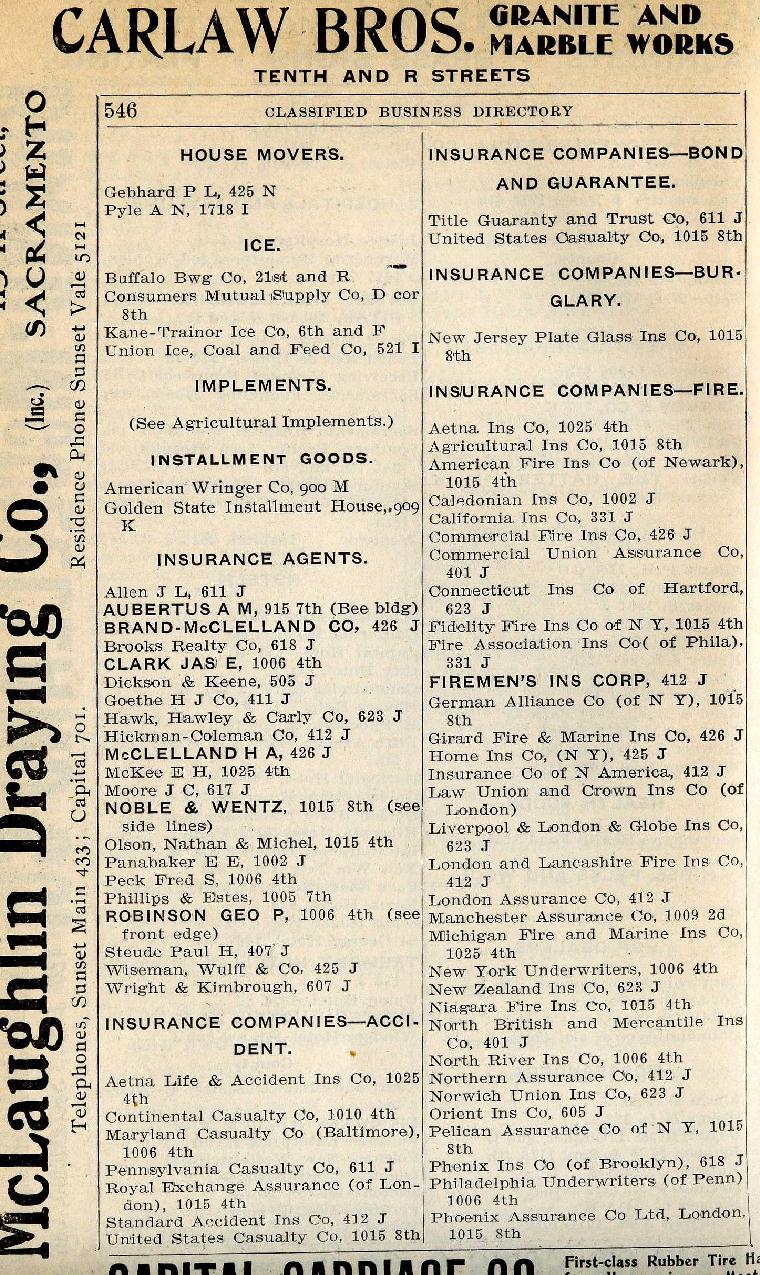 CARLAW BROS. GRANITE AND
MARBLE WORKS
TENTH AND R STREETS
546 CLASSIFIED BUSINESS DIRECTORY
HOUSE MOVERS.
Gebhard P L, 425 N
Pyle A N, 1718 I
ICE.
Buffalo Bwg Co, 21st and R
Consumers Mutual Supply Co, D cor
8th
Kane-Trainor Ice Co, 6th and F
Union Ice, Coal and Feed Co, 521 I
IMPLEMENTS.
(See Agricultural Implements.)
INSTALLMENT GOODS.
American Wringer Co, 900 M
Golden State Installment House,.909
K
INSURANCE AGENTS.
Allen J L, 611 J
AUBERTUS A M, 915 7th (Bee bldg)
BRAND-McCLELLAND CO, 426 J
Brooks Realty Co, 618 J
CLARK JAS E, 1006 4th
Dickson & Keene, 505 J
Goethe H J Co, 411 J
Hawk, Hawley & Carly Co, 623 J
Hickman-Coleman Co, 412 J
McCLELLAND H A, 426 J
McKee E H, 1025 4th
Moore J C, 617 J
NOBLE & WENTZ, 1015 8th (see
side lines)
Olson, Nathan & Michel, 1015 4th
Panabaker E E, 1002 J
Peck Fred S, 1006 4th
Phillips & Estes, 1005 7th
ROBINSON GEO P, 1006 4th (see
front edge)
Steude Paul H, 407 J
Wiseman, Wulff & Co, 425 J
Wright & Kimbrough, 607 J
INSURANCE COMPANIES—ACCI-
DENT.
Aetna Life & Accident Ins Co, 1025
4th
Continental Casualty Co, 1010 4th
Maryland Casualty Co (Baltimore),
1006 4th
Pennsylvania Casualty Co, 611 J
Royal Exchange Assurance (of Lon-
don), 1015 4th
Standard Accident Ins Co, 412 J
United States Casualty Co, 1015 8th
INSURANCE COMPANIES—BOND
AND GUARANTEE.
Title Guaranty and Trust Co, 611 J
United States Casualty Co, 1015 8th
INSURANCE COMPANIES—BUR-
GLARY.
New Jersey Plate Glass Ins Co, 1015
8th
INSURANCE COMPANIES—FIRE.
Aetna Ins Co, 1025 4th
Agricultural Ins Co, 1015 8th
American Fire Ins Co (of Newark),
1015 4th
Caledonian Ins Co, 1002 J
California Ins Co, 331 J
Commercial Fire Ins Co, 426 J
Commercial Union Assurance Co,
401 J
Connecticut Ins Co of Hartford,
623 J
Fidelity Fire Ins Co of N Y, 1015 4th
Fire Association Ins Co( of Phila),
331 J
FIREMEN'S INS CORP, 412 J
German Alliance Co (of N Y), 1015
8th
Girard Fire & Marine Ins Co, 426 J
Home Ins Co, (N Y), 425 J
Insurance Co of N America, 412 J
Law Union and Crown Ins Co (of
London)
Liverpool & London & Globe Ins Co,
623 J
London and Lancashire Fire Ins Co,
412 J
London Assurance Co, 412 J
Manchester Assurance Co, 1009 2d
Michigan Fire and Marine Ins Co,
1025 4th
New York Underwriters, 1006 4th
New Zealand Ins Co, 623 J
Niagara Fire Ins Co, 1015 4th
North British and Mercantile Ins
Co, 401 J
North River Ins Co, 1006 4th
Northern Assurance Co, 412 J
Norwich Union Ins Co, 623 J
Orient Ins Co, 605 J
Pelican Assurance Co of N Y, 1015
8th
Phenix Ins Co (of Brooklyn), 618 J
Philadelphia Underwriters (of Penn)
1006 4th
Phoenix Assurance Co Ltd, London,
1015 8th
McLaughlin Draying Co., (Inc.) SACRAMENTO
Telephones, Sunset Main 433; Capital 701. Residence Phone Sunset Vale 5121
CAPITAL CARRIAGE CO
First-class Rubber Tire